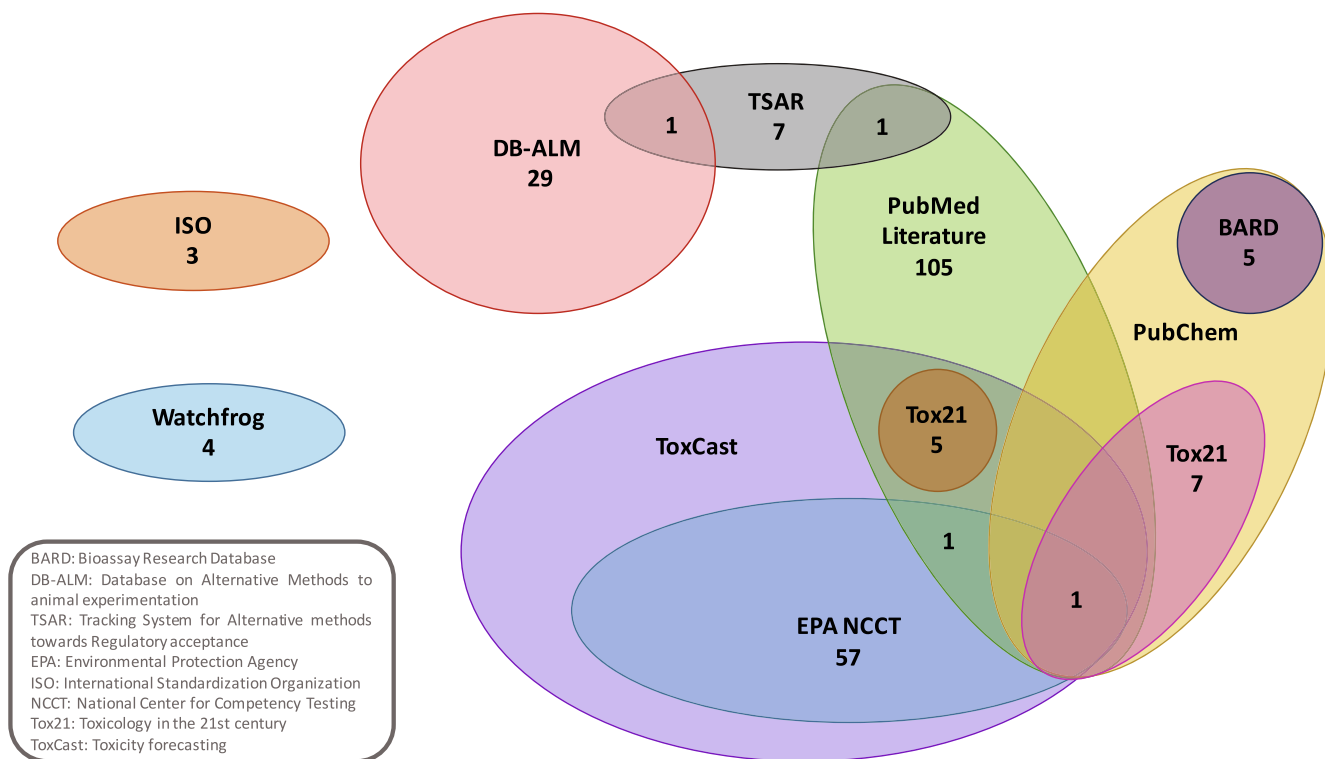 DB-ALM
29
1
TSAR
7
1
PubMed
Literature
105
BARD
5
PubChem
ISO
3
Watchfrog
4
ToxCast
Tox21
5
Tox21
7
1
1
EPA NCCT
57
BARD: Bioassay Research Database
DB-ALM: Database on Alternative Methods to
animal experimentation
TSAR: Tracking System for Alternative methods
towards Regulatory acceptance
EPA: Environmental Protection Agency
ISO: International Standardization Organization
NCCT: National Center for Competency Testing
Tox21: Toxicology in the 21st century
ToxCast: Toxicity forecasting